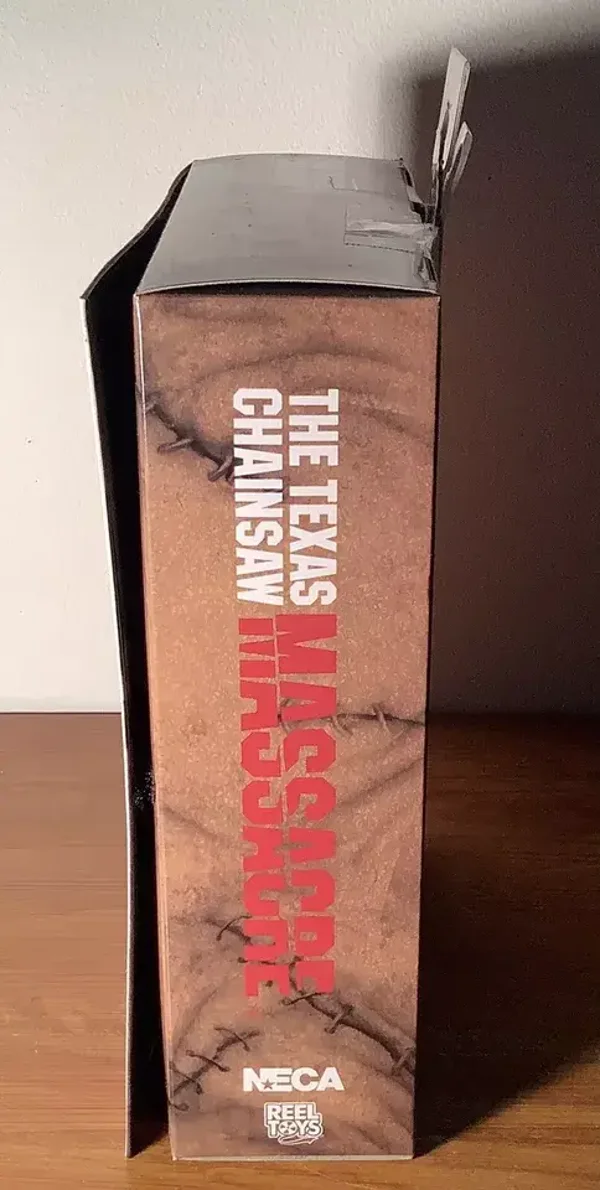 THE TEXAS
CHAINSAW
MASSACRE
NECA
REEL
TOYS